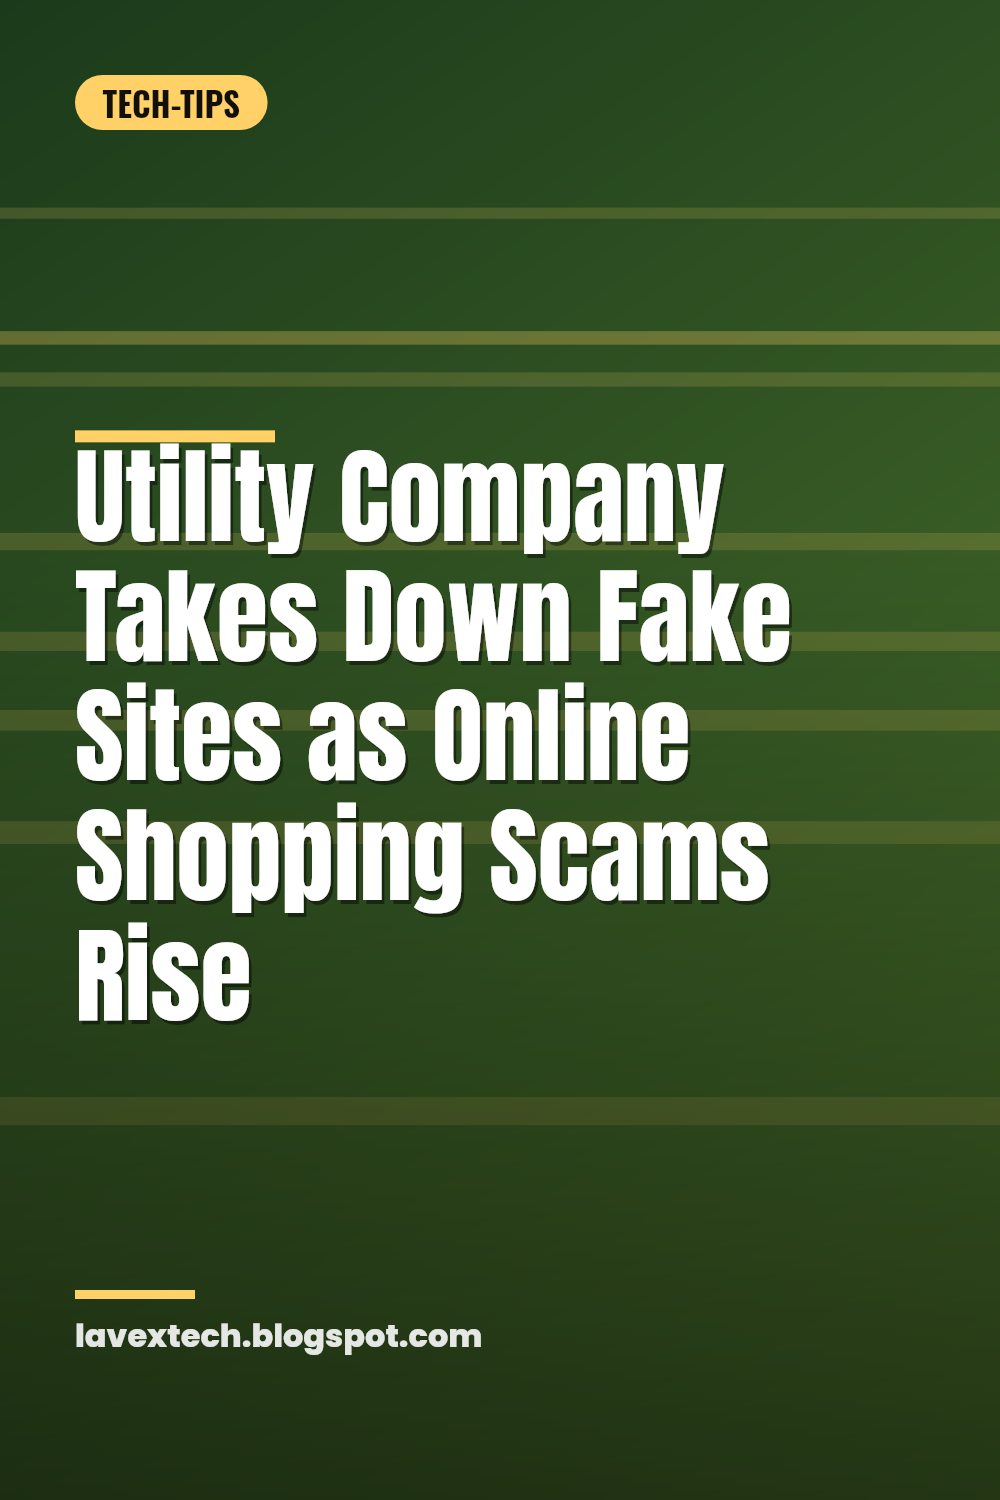 TECH-TIPS
Utility Company
Takes Down Fake
Sites as Online
Shopping Scams
Rise
lavextech.blogspot.com